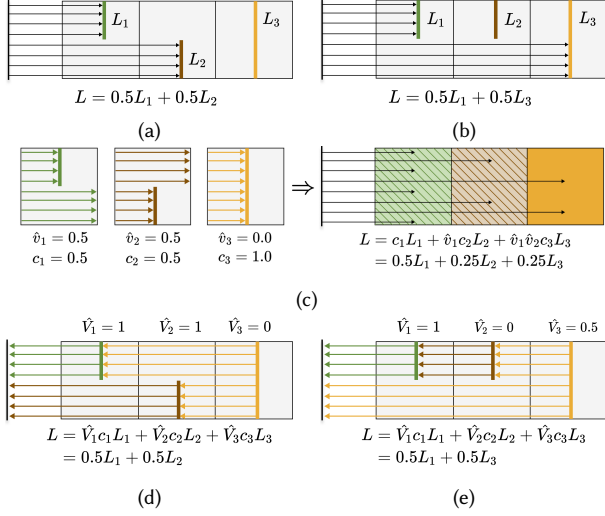 L₁ L₂ L₃
L = 0.5L₁ + 0.5L₂
(a)
L₁ L₂ L₃
L = 0.5L₁ + 0.5L₃
(b)
v̂₁ = 0.5 v̂₂ = 0.5 v̂₃ = 0.0
c₁ = 0.5 c₂ = 0.5 c₃ = 1.0
⇒
L = c₁L₁ + v̂₁c₂L₂ + v̂₁v̂₂c₃L₃
= 0.5L₁ + 0.25L₂ + 0.25L₃
(c)
V̂₁ = 1 V̂₂ = 1 V̂₃ = 0
L = V̂₁c₁L₁ + V̂₂c₂L₂ + V̂₃c₃L₃
= 0.5L₁ + 0.5L₂
(d)
V̂₁ = 1 V̂₂ = 0 V̂₃ = 0.5
L = V̂₁c₁L₁ + V̂₂c₂L₂ + V̂₃c₃L₃
= 0.5L₁ + 0.5L₃
(e)